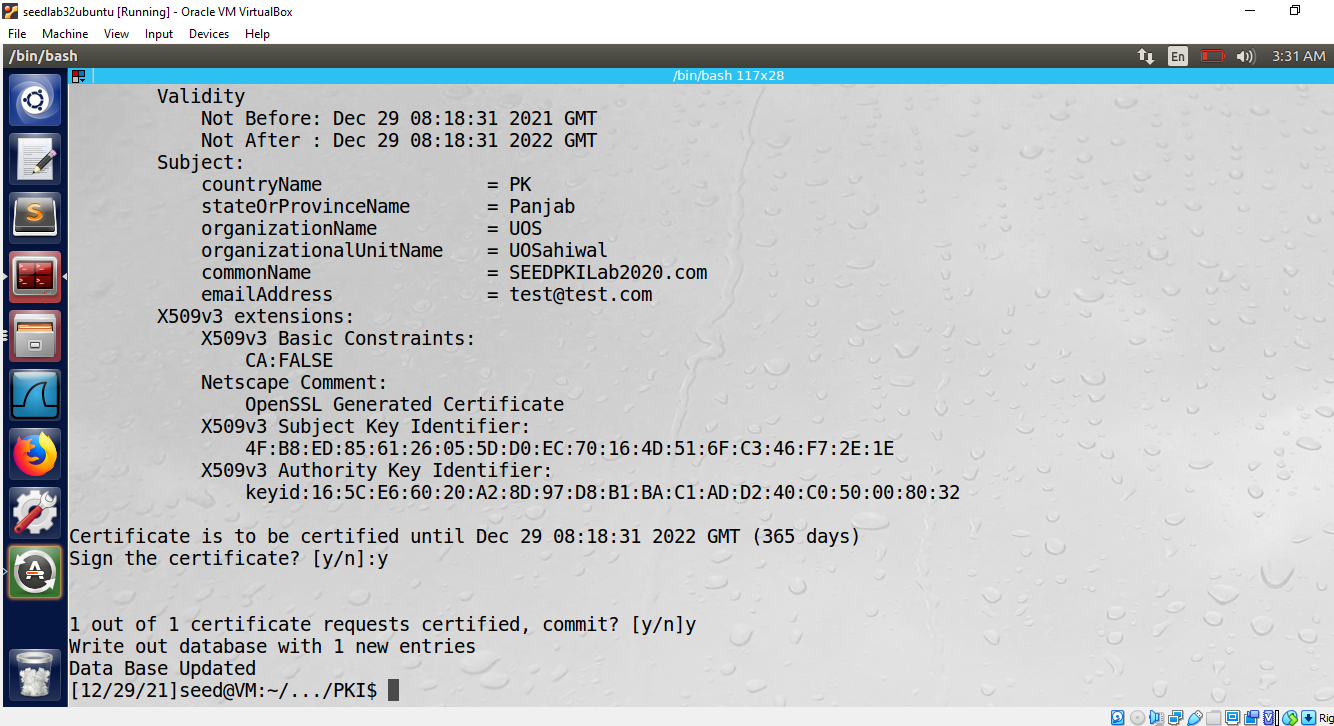 seedlab32ubuntu [Running] - Oracle VM VirtualBox
File Machine View Input Devices Help
/bin/bash En 3:31 AM
/bin/bash 117x28
Validity
Not Before: Dec 29 08:18:31 2021 GMT
Not After : Dec 29 08:18:31 2022 GMT
Subject:
countryName = PK
stateOrProvinceName = Panjab
organizationName = UOS
organizationalUnitName = UOSahiwal
commonName = SEEDPKILab2020.com
emailAddress = test@test.com
X509v3 extensions:
X509v3 Basic Constraints:
CA:FALSE
Netscape Comment:
OpenSSL Generated Certificate
X509v3 Subject Key Identifier:
4F:B8:ED:85:61:26:05:5D:D0:EC:70:16:4D:51:6F:C3:46:F7:2E:1E
X509v3 Authority Key Identifier:
keyid:16:5C:E6:60:20:A2:8D:97:D8:B1:BA:C1:AD:D2:40:C0:50:00:80:32
Certificate is to be certified until Dec 29 08:18:31 2022 GMT (365 days)
Sign the certificate? [y/n]:y
1 out of 1 certificate requests certified, commit? [y/n]y
Write out database with 1 new entries
Data Base Updated
[12/29/21]seed@VM:~/.../PKI$
Rig